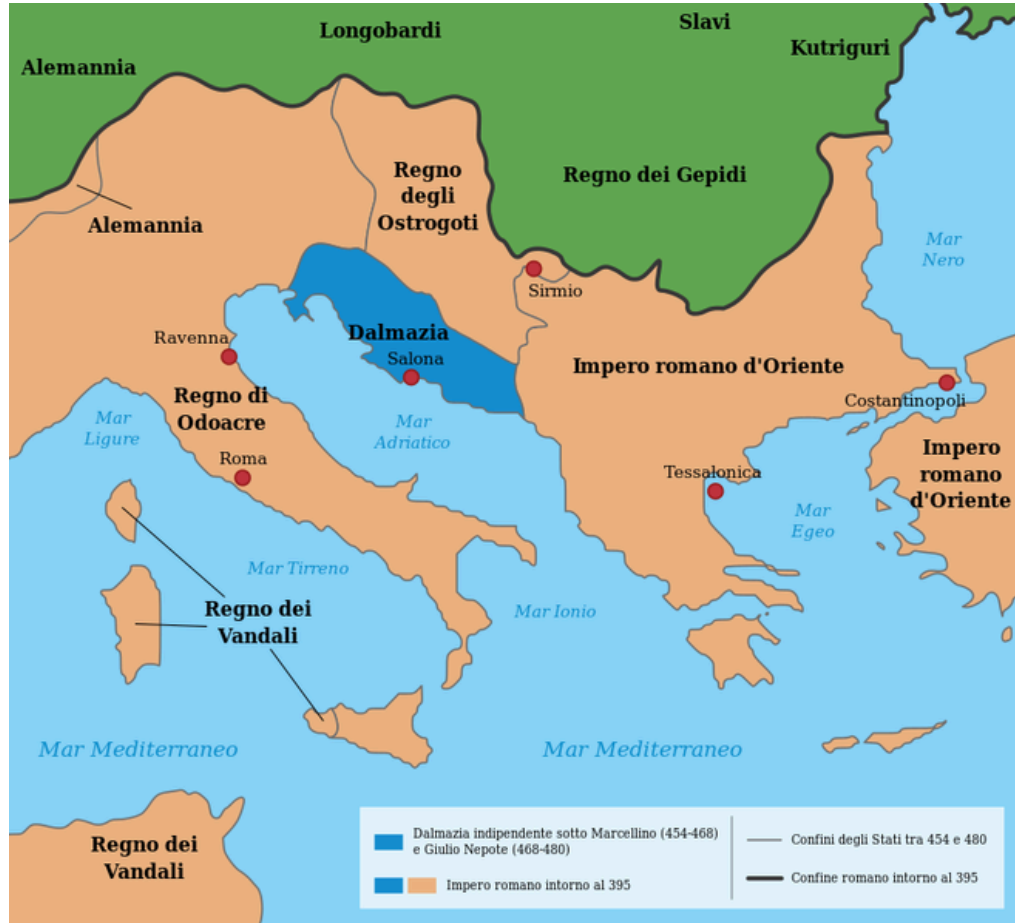 Longobardi
Slavi
Kutriguri
Alemannia
Regno
degli
Ostrogoti
Regno dei Gepidi
Alemannia
Mar
Nero
Sirmio
Ravenna
Dalmazia
Salona
Impero romano d'Oriente
Costantinopoli
Regno di
Odoacre
Mar
Ligure
Mar
Adriatico
Roma
Tessalonica
Impero
romano
d'Oriente
Mar
Egeo
Mar Tirreno
Regno dei
Vandali
Mar Ionio
Mar Mediterraneo
Mar Mediterraneo
Regno dei
Vandali
Dalmazia indipendente sotto Marcellino (454-468)
e Giulio Nepote (468-480)
Impero romano intorno al 395
Confini degli Stati tra 454 e 480
Confine romano intorno al 395